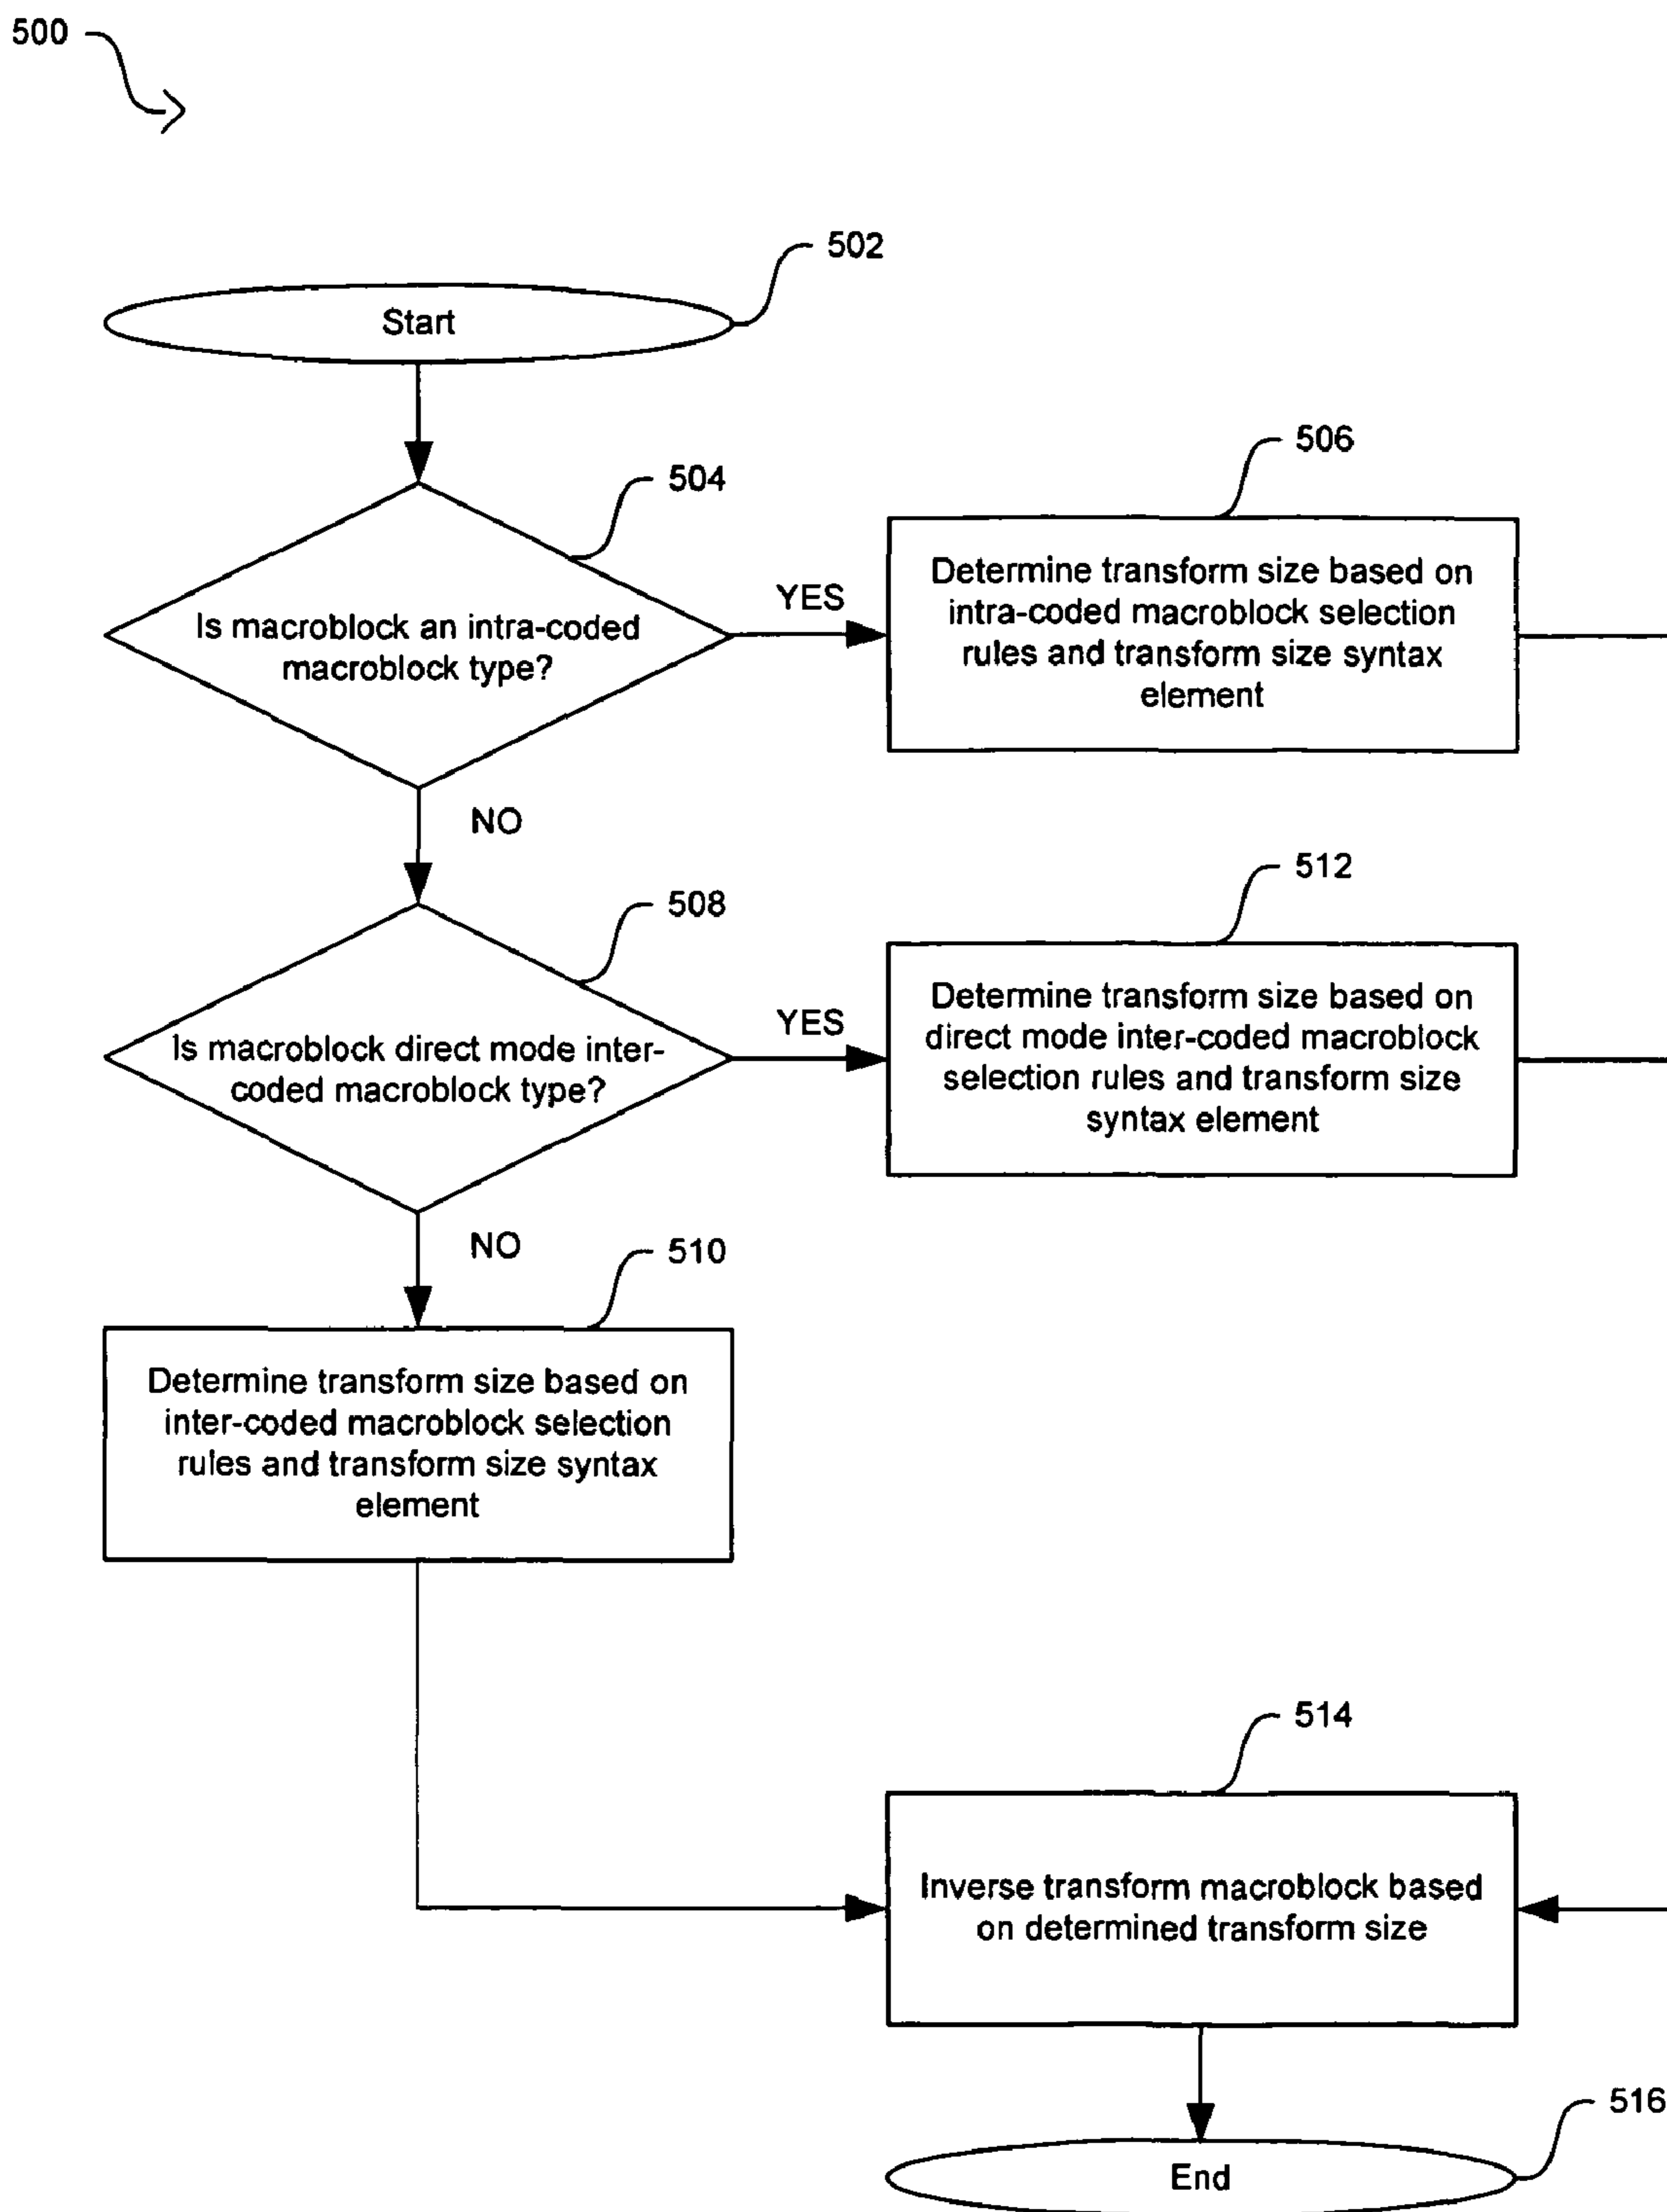 500
502
Start
504
506
Is macroblock an intra-coded
macroblock type?
YES
Determine transform size based on
intra-coded macroblock selection
rules and transform size syntax
element
NO
508
512
Is macroblock direct mode inter-
coded macroblock type?
YES
Determine transform size based on
direct mode inter-coded macroblock
selection rules and transform size
syntax element
NO
510
Determine transform size based on
inter-coded macroblock selection
rules and transform size syntax
element
514
Inverse transform macroblock based
on determined transform size
516
End